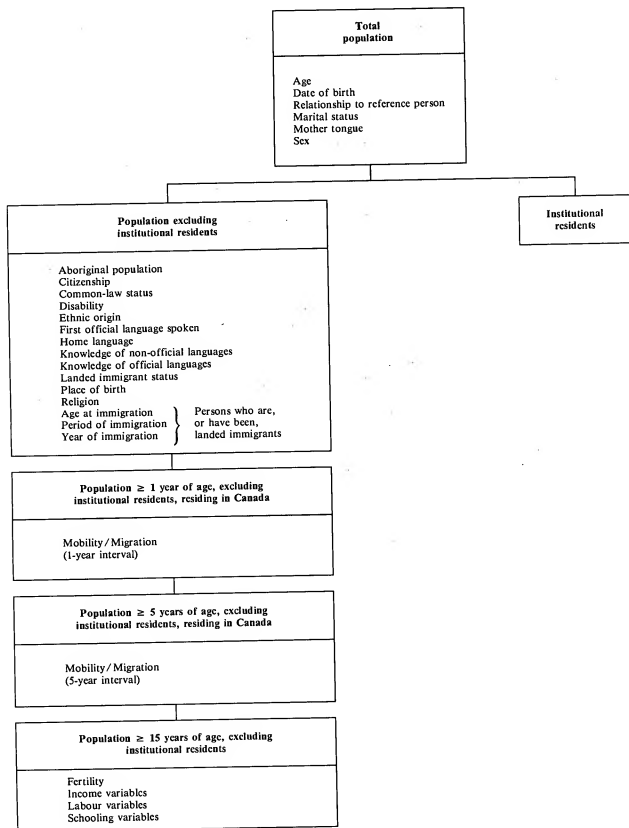 Total
population
Age
Date of birth
Relationship to reference person
Marital status
Mother tongue
Sex
Population excluding
institutional residents
Institutional
residents
Aboriginal population
Citizenship
Common-law status
Disability
Ethnic origin
First official language spoken
Home language
Knowledge of non-official languages
Knowledge of official languages
Landed immigrant status
Place of birth
Religion
Age at immigration
Period of immigration
Year of immigration
Persons who are,
or have been,
landed immigrants
Population ≥ 1 year of age, excluding
institutional residents, residing in Canada
Mobility/Migration
(1-year interval)
Population ≥ 5 years of age, excluding
institutional residents, residing in Canada
Mobility/Migration
(5-year interval)
Population ≥ 15 years of age, excluding
institutional residents
Fertility
Income variables
Labour variables
Schooling variables